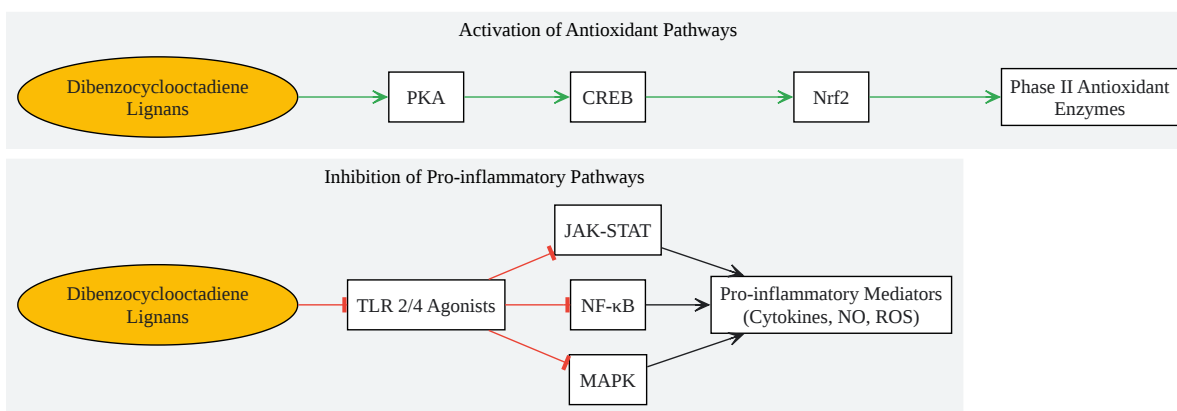 Activation of Antioxidant Pathways
Dibenzocyclooctadiene
Lignans
PKA
CREB
Nrf2
Phase II Antioxidant
Enzymes
Inhibition of Pro-inflammatory Pathways
Dibenzocyclooctadiene
Lignans
TLR 2/4 Agonists
JAK-STAT
NF-κB
MAPK
Pro-inflammatory Mediators
(Cytokines, NO, ROS)